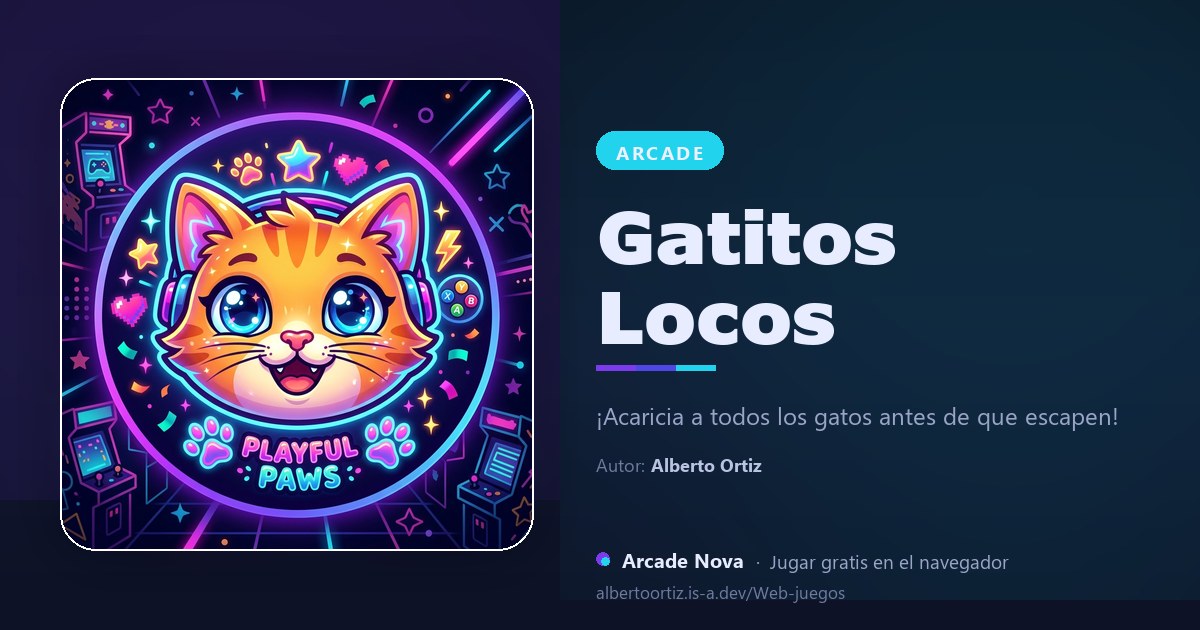 ARCADE
Gatitos
Locos
¡Acaricia a todos los gatos antes de que escapen!
Autor: Alberto Ortiz
Arcade Nova · Jugar gratis en el navegador
albertoortiz.is-a.dev/Web-juegos
X Y B A
PLAYFUL
PAWS